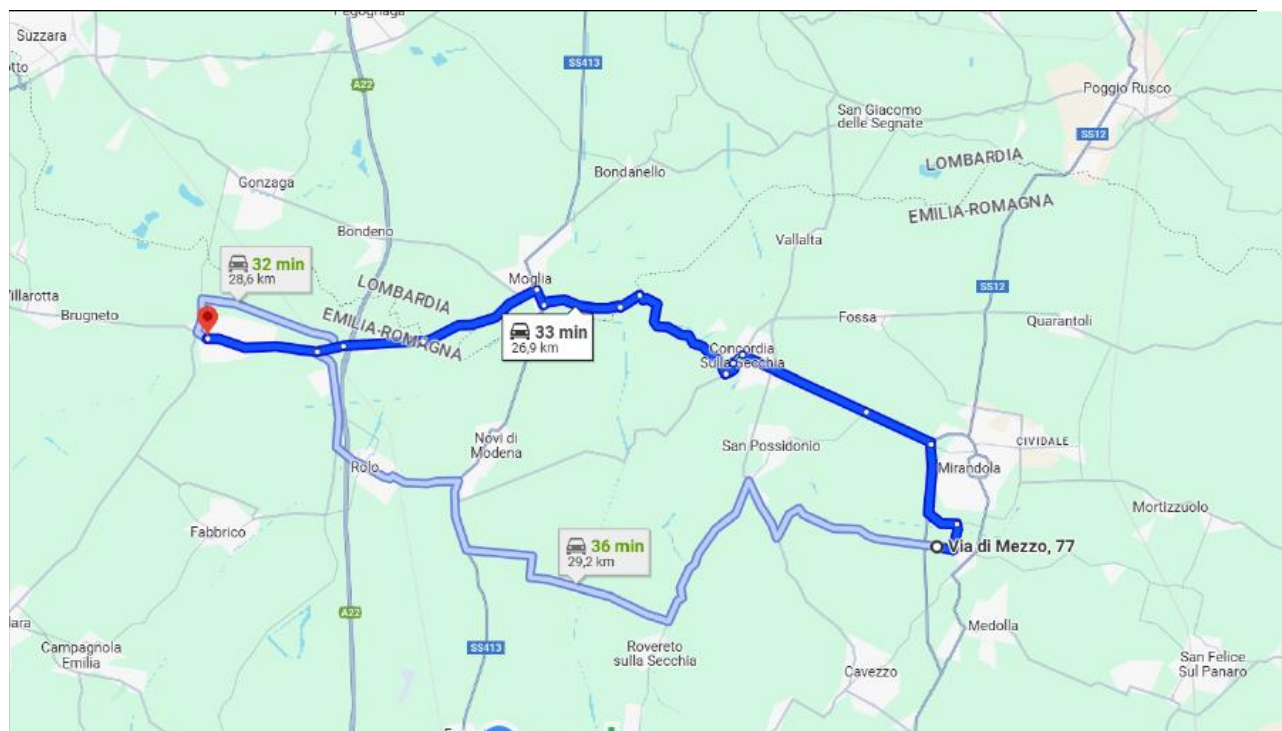 Suzzara
SS413
A22
Poggio Rusco
San Giacomo
delle Segnate
SS12
LOMBARDIA
Bondanello
Gonzaga
EMILIA-ROMAGNA
Bondeno
Vallalta
32 min
28,6 km
LOMBARDIA
Moglia
SS12
Brugneto
EMILIA-ROMAGNA
33 min
26,9 km
Fossa
Quarantoli
Concordia
Sulla Secchia
Novi di
Modena
San Possidonio
CIVIDALE
Rolo
Mirandola
Mortizzuolo
Fabbrico
36 min
29,2 km
Via di Mezzo, 77
A22
Medolla
Campagnola
Emilia
SS413
Rovereto
sulla Secchia
Cavezzo
San Felice
Sul Panaro